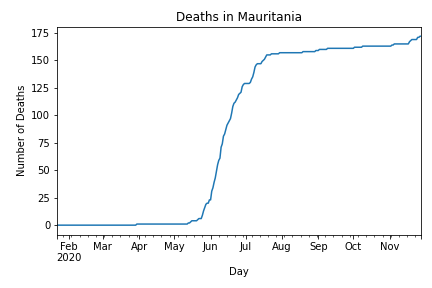 Deaths in Mauritania
175
150
125
100
75
50
25
0
Number of Deaths
Feb Mar Apr May Jun Jul Aug Sep Oct Nov
2020
Day